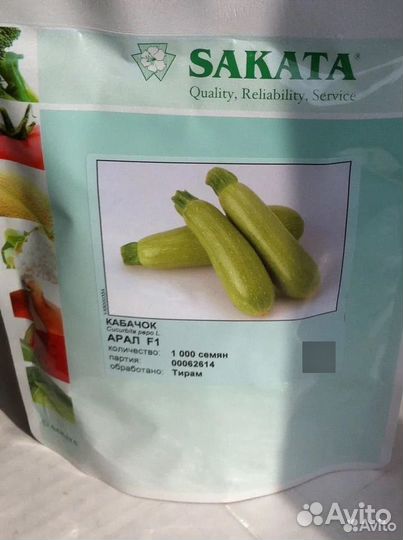 SAKATA®
Quality, Reliability, Service
КАБАЧОК
Cucurbita pepo L.
АРАЛ F1
количество: 1 000 семян
партия: 00062614
обработано: Тирам
Avito